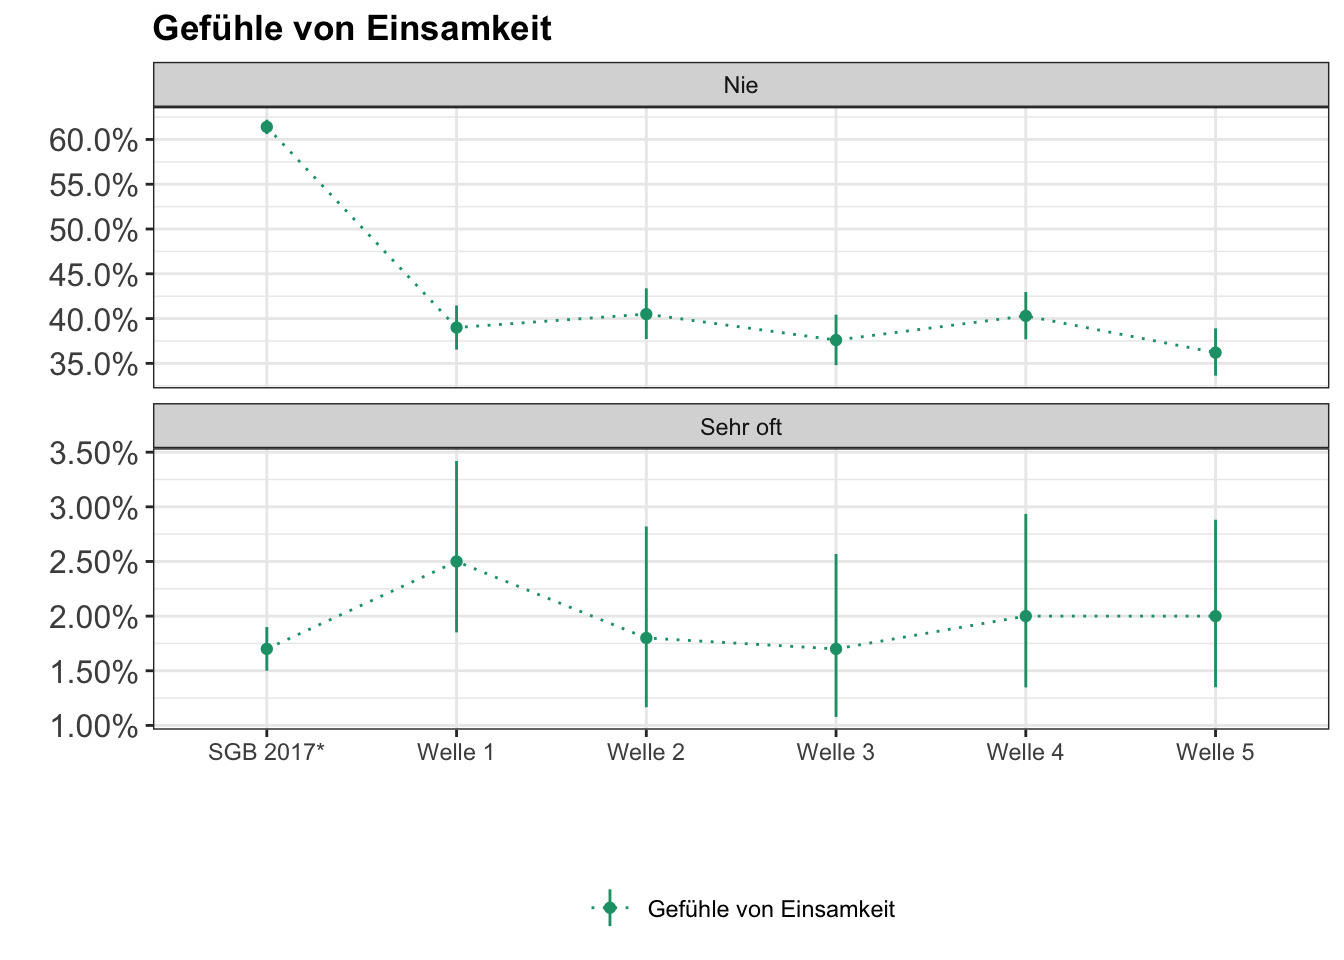 Gefühle von Einsamkeit
Nie
60.0%
55.0%
50.0%
45.0%
40.0%
35.0%
Sehr oft
3.50%
3.00%
2.50%
2.00%
1.50%
1.00%
SGB 2017* Welle 1 Welle 2 Welle 3 Welle 4 Welle 5
Gefühle von Einsamkeit